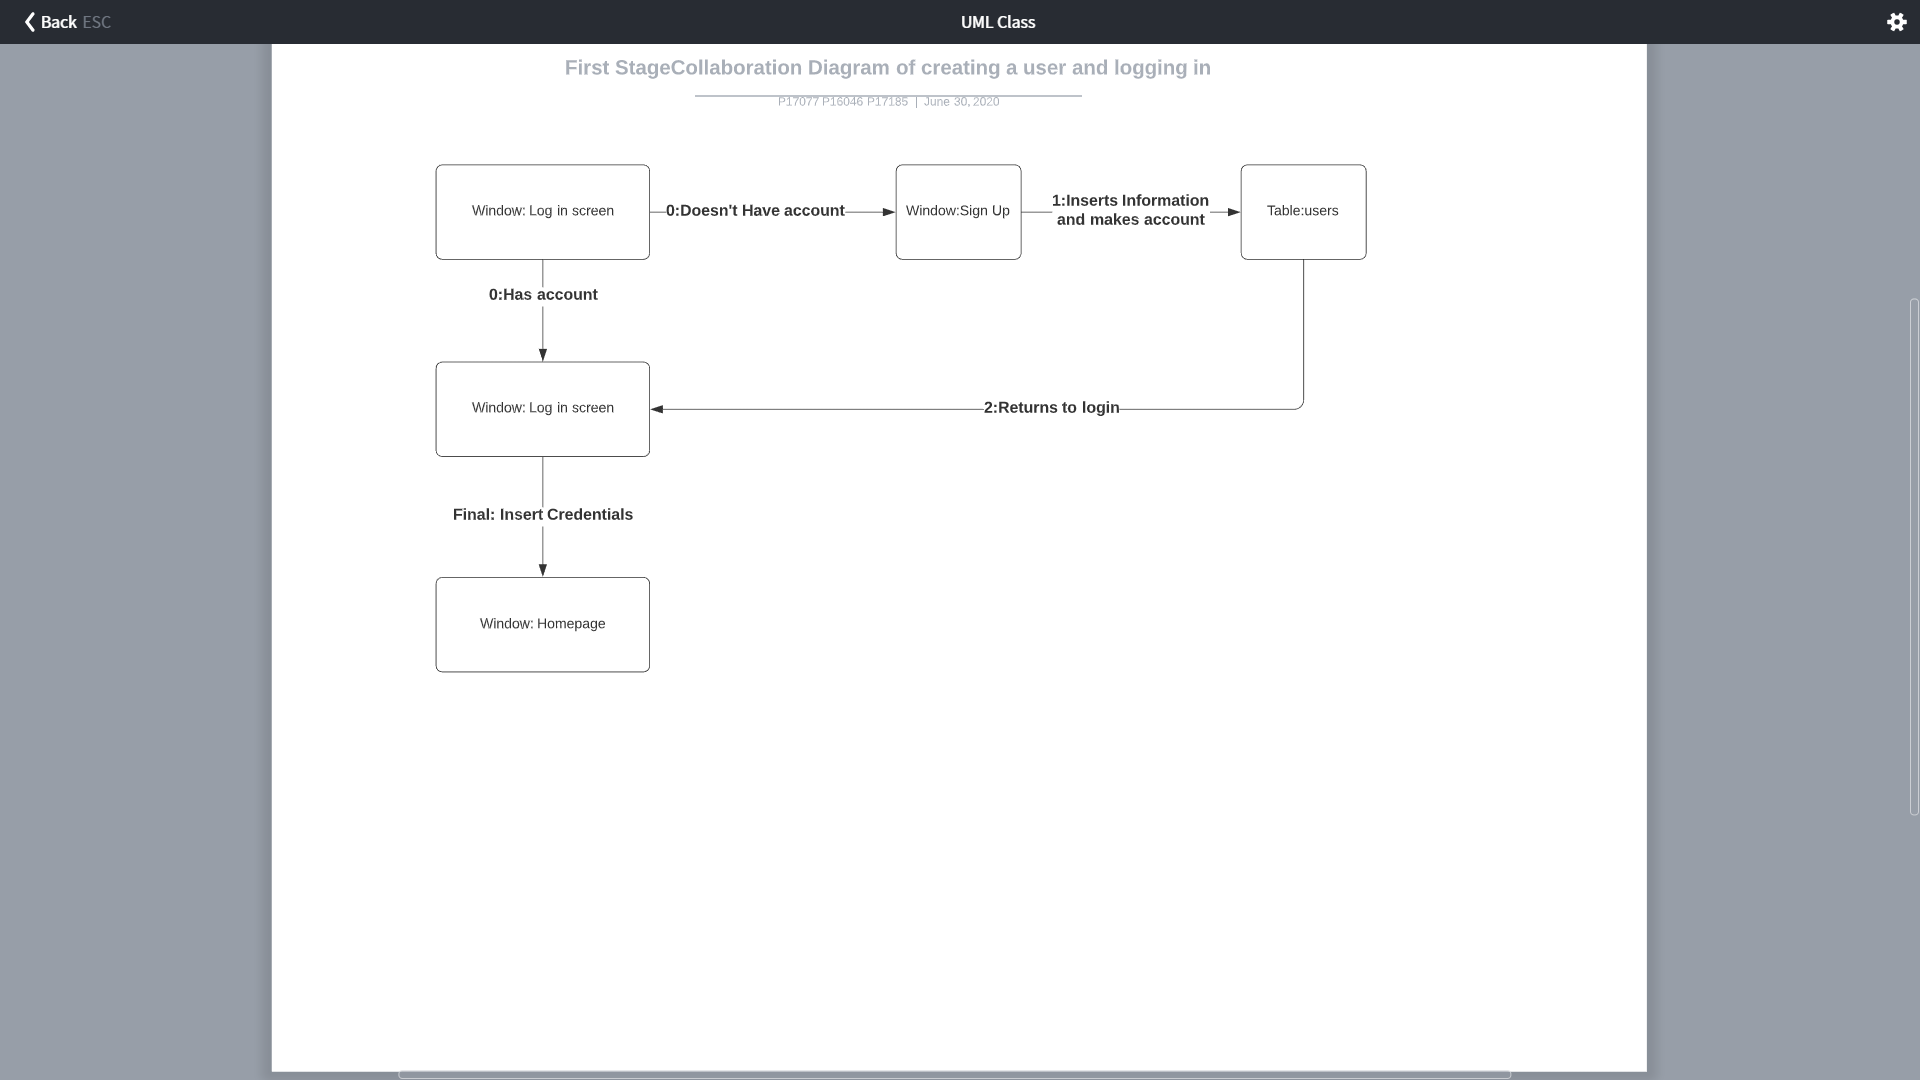 Back ESC
UML Class
First StageCollaboration Diagram of creating a user and logging in
P17077 P16046 P17185 | June 30, 2020
Window: Log in screen
0:Doesn't Have account
Window:Sign Up
1:Inserts Information
and makes account
Table:users
0:Has account
Window: Log in screen
2:Returns to login
Final: Insert Credentials
Window: Homepage